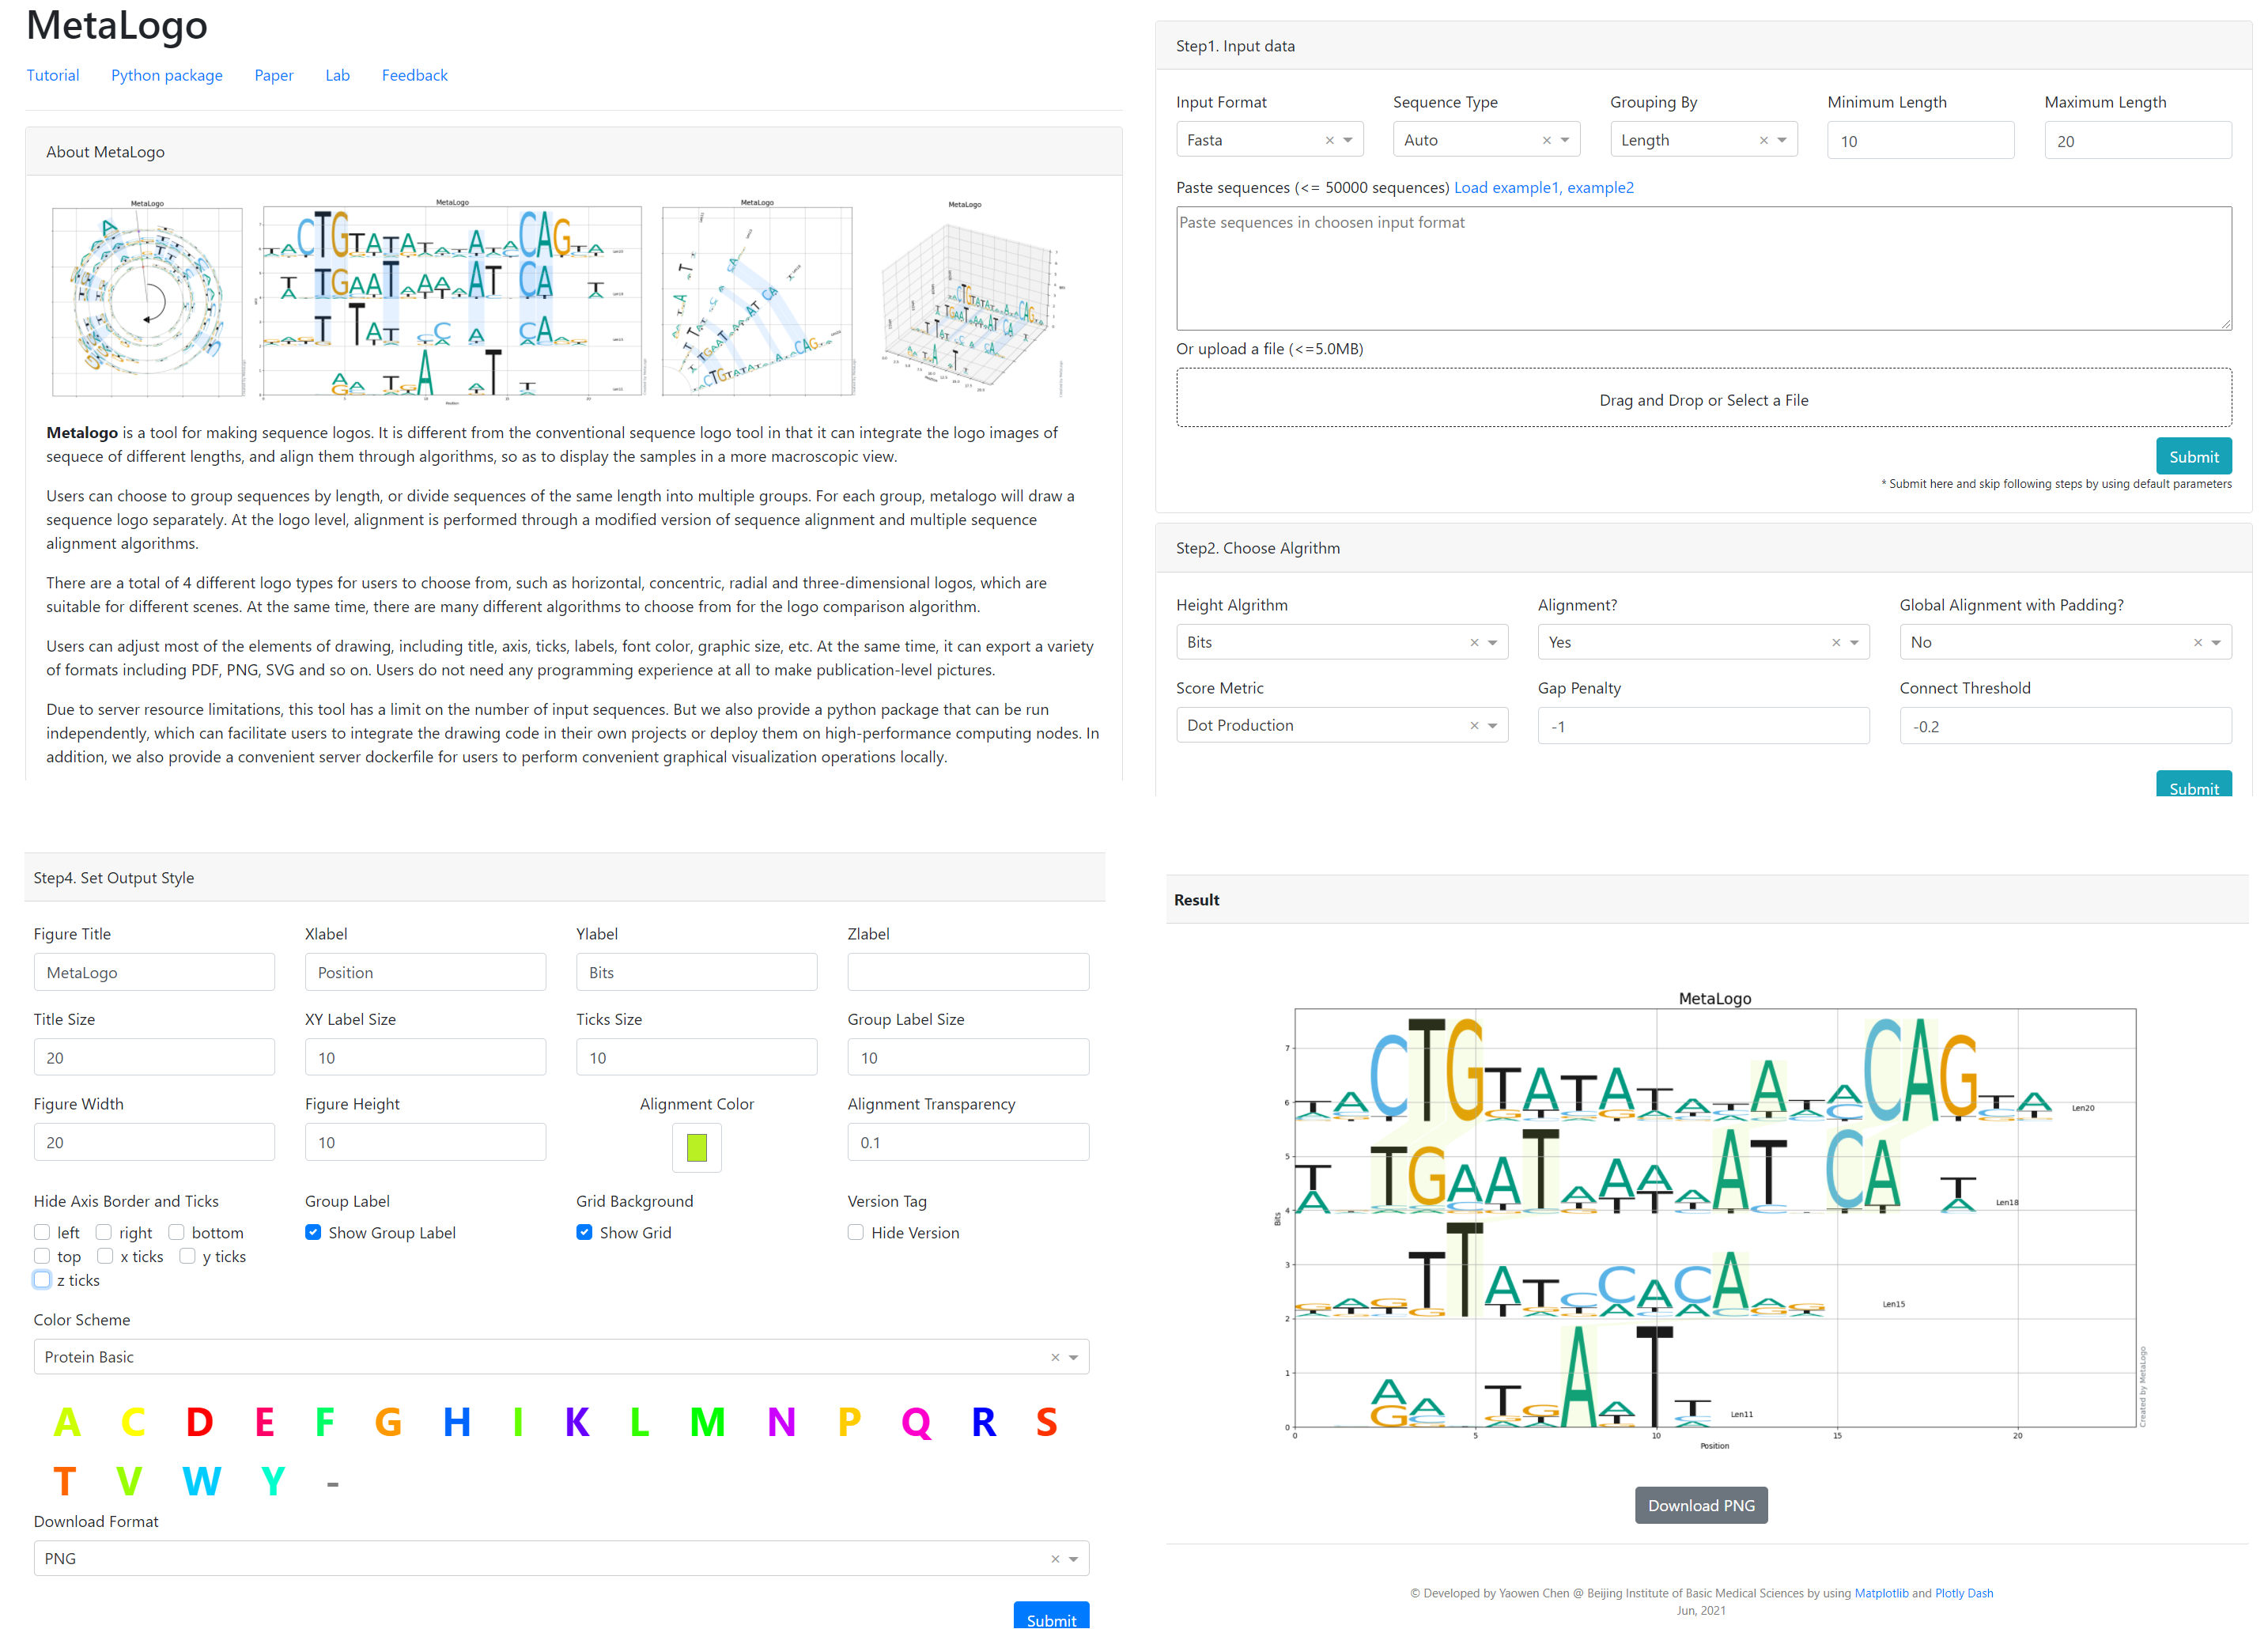 MetaLogo
Tutorial Python package Paper Lab Feedback
About MetaLogo
MetaLogo MetaLogo MetaLogo MetaLogo
Metalogo is a tool for making sequence logos. It is different from the conventional sequence logo tool in that it can integrate the logo images of
sequece of different lengths, and align them through algorithms, so as to display the samples in a more macroscopic view.
Users can choose to group sequences by length, or divide sequences of the same length into multiple groups. For each group, metalogo will draw a
sequence logo separately. At the logo level, alignment is performed through a modified version of sequence alignment and multiple sequence
alignment algorithms.
There are a total of 4 different logo types for users to choose from, such as horizontal, concentric, radial and three-dimensional logos, which are
suitable for different scenes. At the same time, there are many different algorithms to choose from for the logo comparison algorithm.
Users can adjust most of the elements of drawing, including title, axis, ticks, labels, font color, graphic size, etc. At the same time, it can export a variety
of formats including PDF, PNG, SVG and so on. Users do not need any programming experience at all to make publication-level pictures.
Due to server resource limitations, this tool has a limit on the number of input sequences. But we also provide a python package that can be run
independently, which can facilitate users to integrate the drawing code in their own projects or deploy them on high-performance computing nodes. In
addition, we also provide a convenient server dockerfile for users to perform convenient graphical visualization operations locally.
Step1. Input data
Input Format Sequence Type Grouping By Minimum Length Maximum Length
Fasta Auto Length 10 20
Paste sequences (<= 50000 sequences) Load example1, example2
Paste sequences in choosen input format
Or upload a file (<=5.0MB)
Drag and Drop or Select a File
Submit
* Submit here and skip following steps by using default parameters
Step2. Choose Algrithm
Height Algrithm Alignment? Global Alignment with Padding?
Bits Yes No
Score Metric Gap Penalty Connect Threshold
Dot Production -1 -0.2
Submit
Step4. Set Output Style
Figure Title Xlabel Ylabel Zlabel
MetaLogo Position Bits
Title Size XY Label Size Ticks Size Group Label Size
20 10 10 10
Figure Width Figure Height Alignment Color Alignment Transparency
20 10 0.1
Hide Axis Border and Ticks Group Label Grid Background Version Tag
left right bottom Show Group Label Show Grid Hide Version
top x ticks y ticks
z ticks
Color Scheme
Protein Basic
A C D E F G H I K L M N P Q R S
T V W Y -
Download Format
PNG
Submit
Result
MetaLogo
7
6
5
4
3
2
1
0
Bits
CTGTATAT A CAGTA Len20
TGAAT AA AT CA Len18
TTAT CCACA Len15
A T Len11
0 5 10 15 20
Position
Created by MetaLogo
Download PNG
© Developed by Yaowen Chen @ Beijing Institute of Basic Medical Sciences by using Matplotlib and Plotly Dash
Jun, 2021